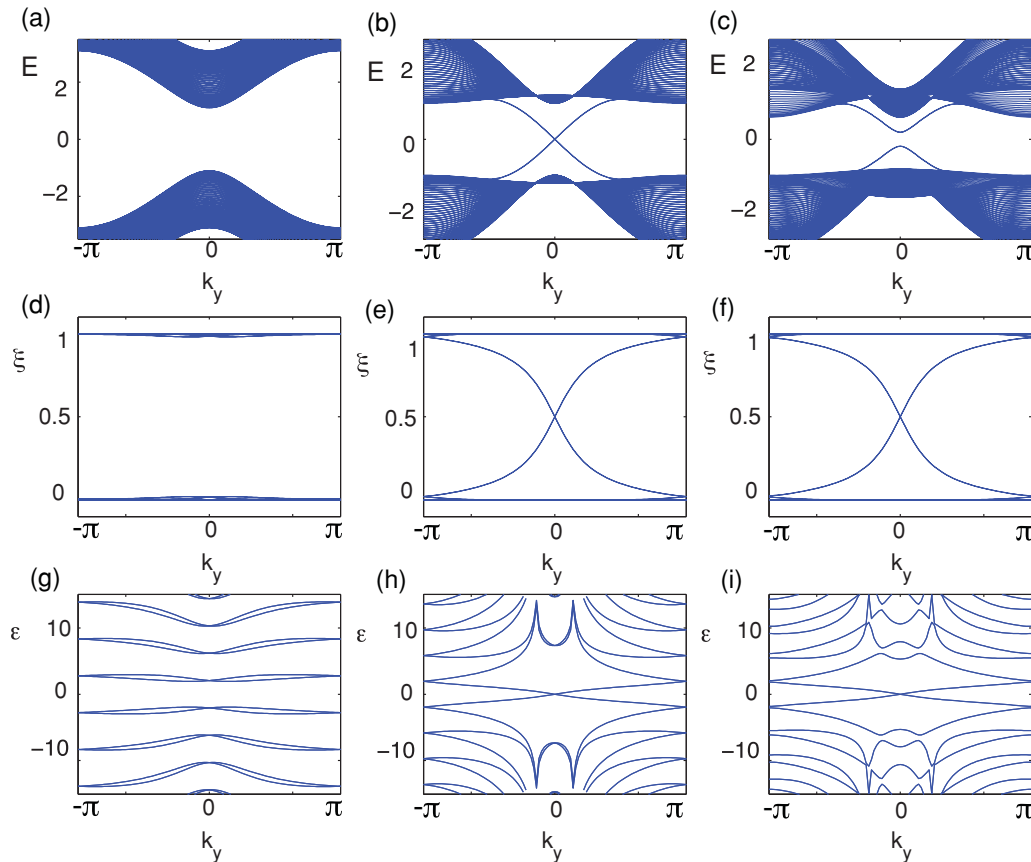 (a) (b) (c)
E E E
2 2 2
0 0 0
−2 −2 −2
-π 0 π -π 0 π -π 0 π
k_y k_y k_y
(d) (e) (f)
1 1 1
ξ ξ ξ
0.5 0.5 0.5
0 0 0
-π 0 π -π 0 π -π 0 π
k_y k_y k_y
(g) (h) (i)
ε 10 ε 10 ε 10
0 0 0
−10 −10 −10
-π 0 π -π 0 π -π 0 π
k_y k_y k_y